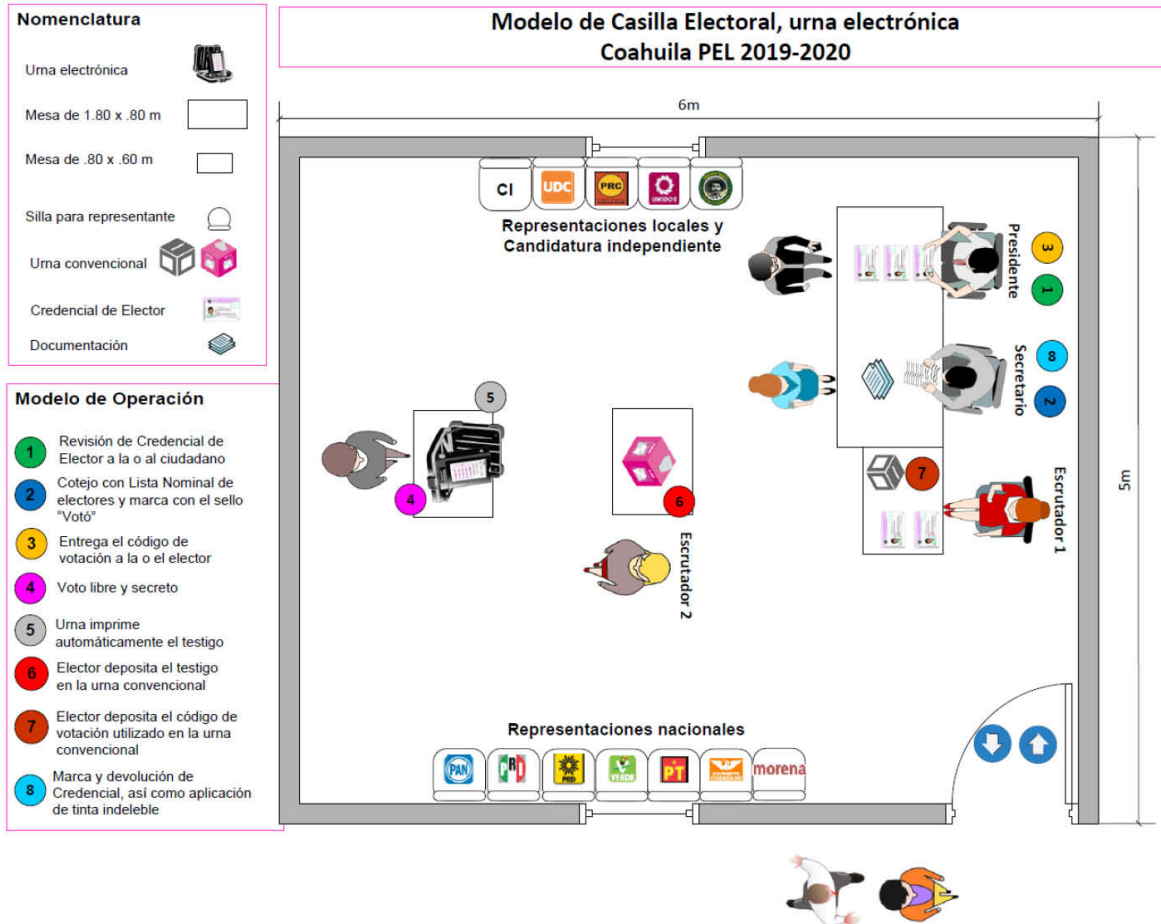 Nomenclatura
Urna electrónica
Mesa de 1.80 x .80 m
Mesa de .80 x .60 m
Silla para representante
Urna convencional
Credencial de Elector
Documentación
Modelo de Casilla Electoral, urna electrónica
Coahuila PEL 2019-2020
6m
5m
CI
UDC
PRC
UNIDOS
Representaciones locales y
Candidatura independiente
Presidente
3
1
Secretario
8
2
Escrutador 1
7
5
4
6
Escrutador 2
Modelo de Operación
1
Revisión de Credencial de
Elector a la o al ciudadano
2
Cotejo con Lista Nominal de
electores y marca con el sello
“Votó”
3
Entrega el código de
votación a la o el elector
4
Voto libre y secreto
5
Urna imprime
automáticamente el testigo
6
Elector deposita el testigo
en la urna convencional
7
Elector deposita el código de
votación utilizado en la urna
convencional
8
Marca y devolución de
Credencial, así como aplicación
de tinta indeleble
Representaciones nacionales
PAN
PRD
VERDE
PT
morena